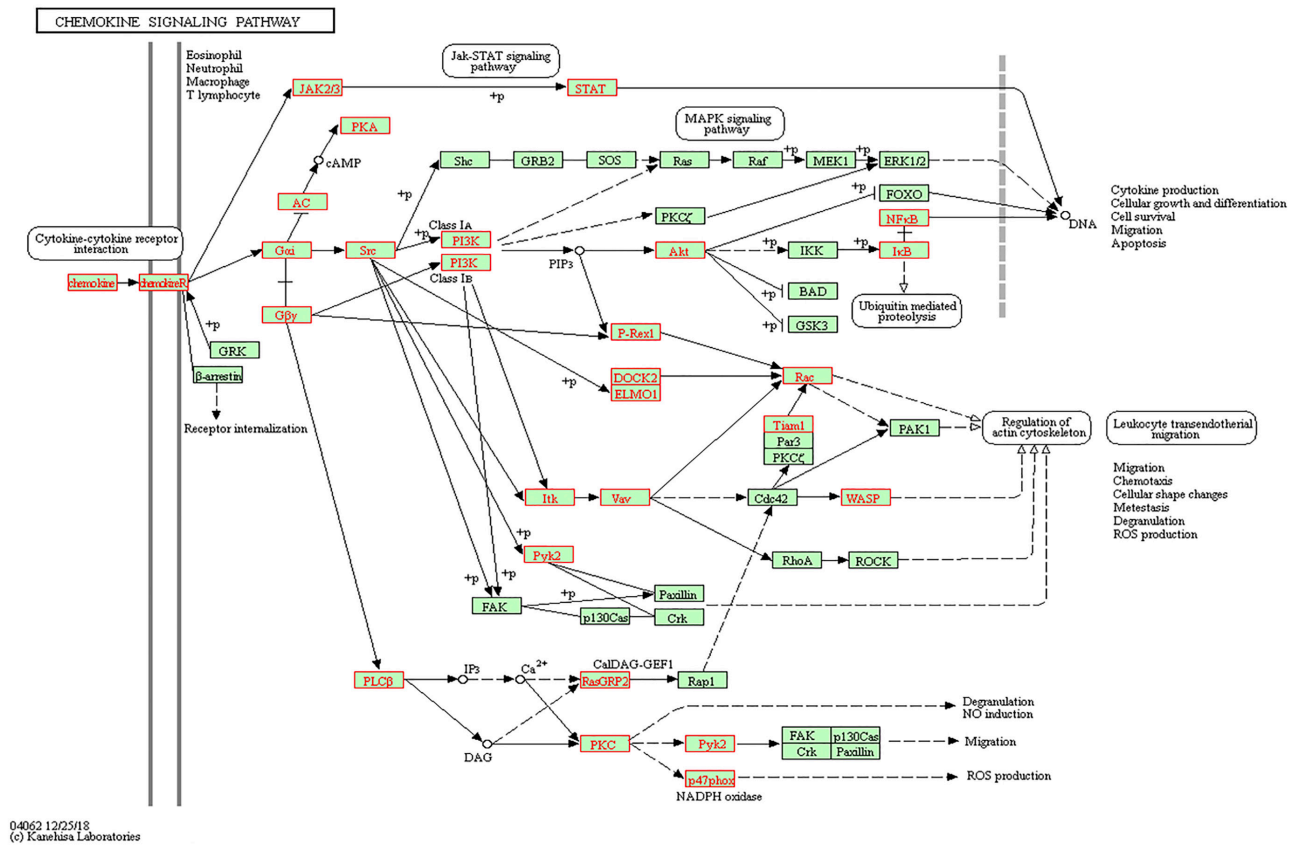 CHEMOKINE SIGNALING PATHWAY
Eosinophil
Neutrophil
Macrophage
T lymphocyte
Jak-STAT signaling
pathway
JAK2/3
+p
STAT
MAPK signaling
pathway
PKA
cAMP
Shc
GRB2
SOS
Ras
Raf
+p
MEK1
+p
ERK1/2
+p
+p
FOXO
AC
Class IA
PKCζ
NFκB
DNA
Cytokine production
Cellular growth and differentiation
Cell survival
Migration
Apoptosis
Cytokine-cytokine receptor
interaction
Gαi
Src
+p
PI3K
PI3K
Class IB
PIP3
Akt
+p
IKK
+p
IκB
chemokine
chemokineR
+p
BAD
Ubiquitin mediated
proteolysis
Gβγ
+p
GSK3
+p
GRK
P-Rex1
β-arrestin
+p
DOCK2
ELMO1
Rac
Receptor internalization
Tiam1
Par3
PKCζ
PAK1
Regulation of
actin cytoskeleton
Leukocyte transendotherial
migration
Migration
Chemotaxis
Cellular shape changes
Metestasis
Degranulation
ROS production
Itk
Vav
Cdc42
WASP
+p
Pyk2
RhoA
ROCK
+p
+p
FAK
+p
Paxillin
p130Cas
Crk
PLCβ
IP3
Ca2+
CalDAG-GEF1
RasGRP2
Rap1
DAG
PKC
Degranulation
NO induction
Pyk2
FAK
p130Cas
Crk
Paxillin
Migration
p47phox
NADPH oxidase
ROS production
04062 12/25/18
(c) Kanehisa Laboratories